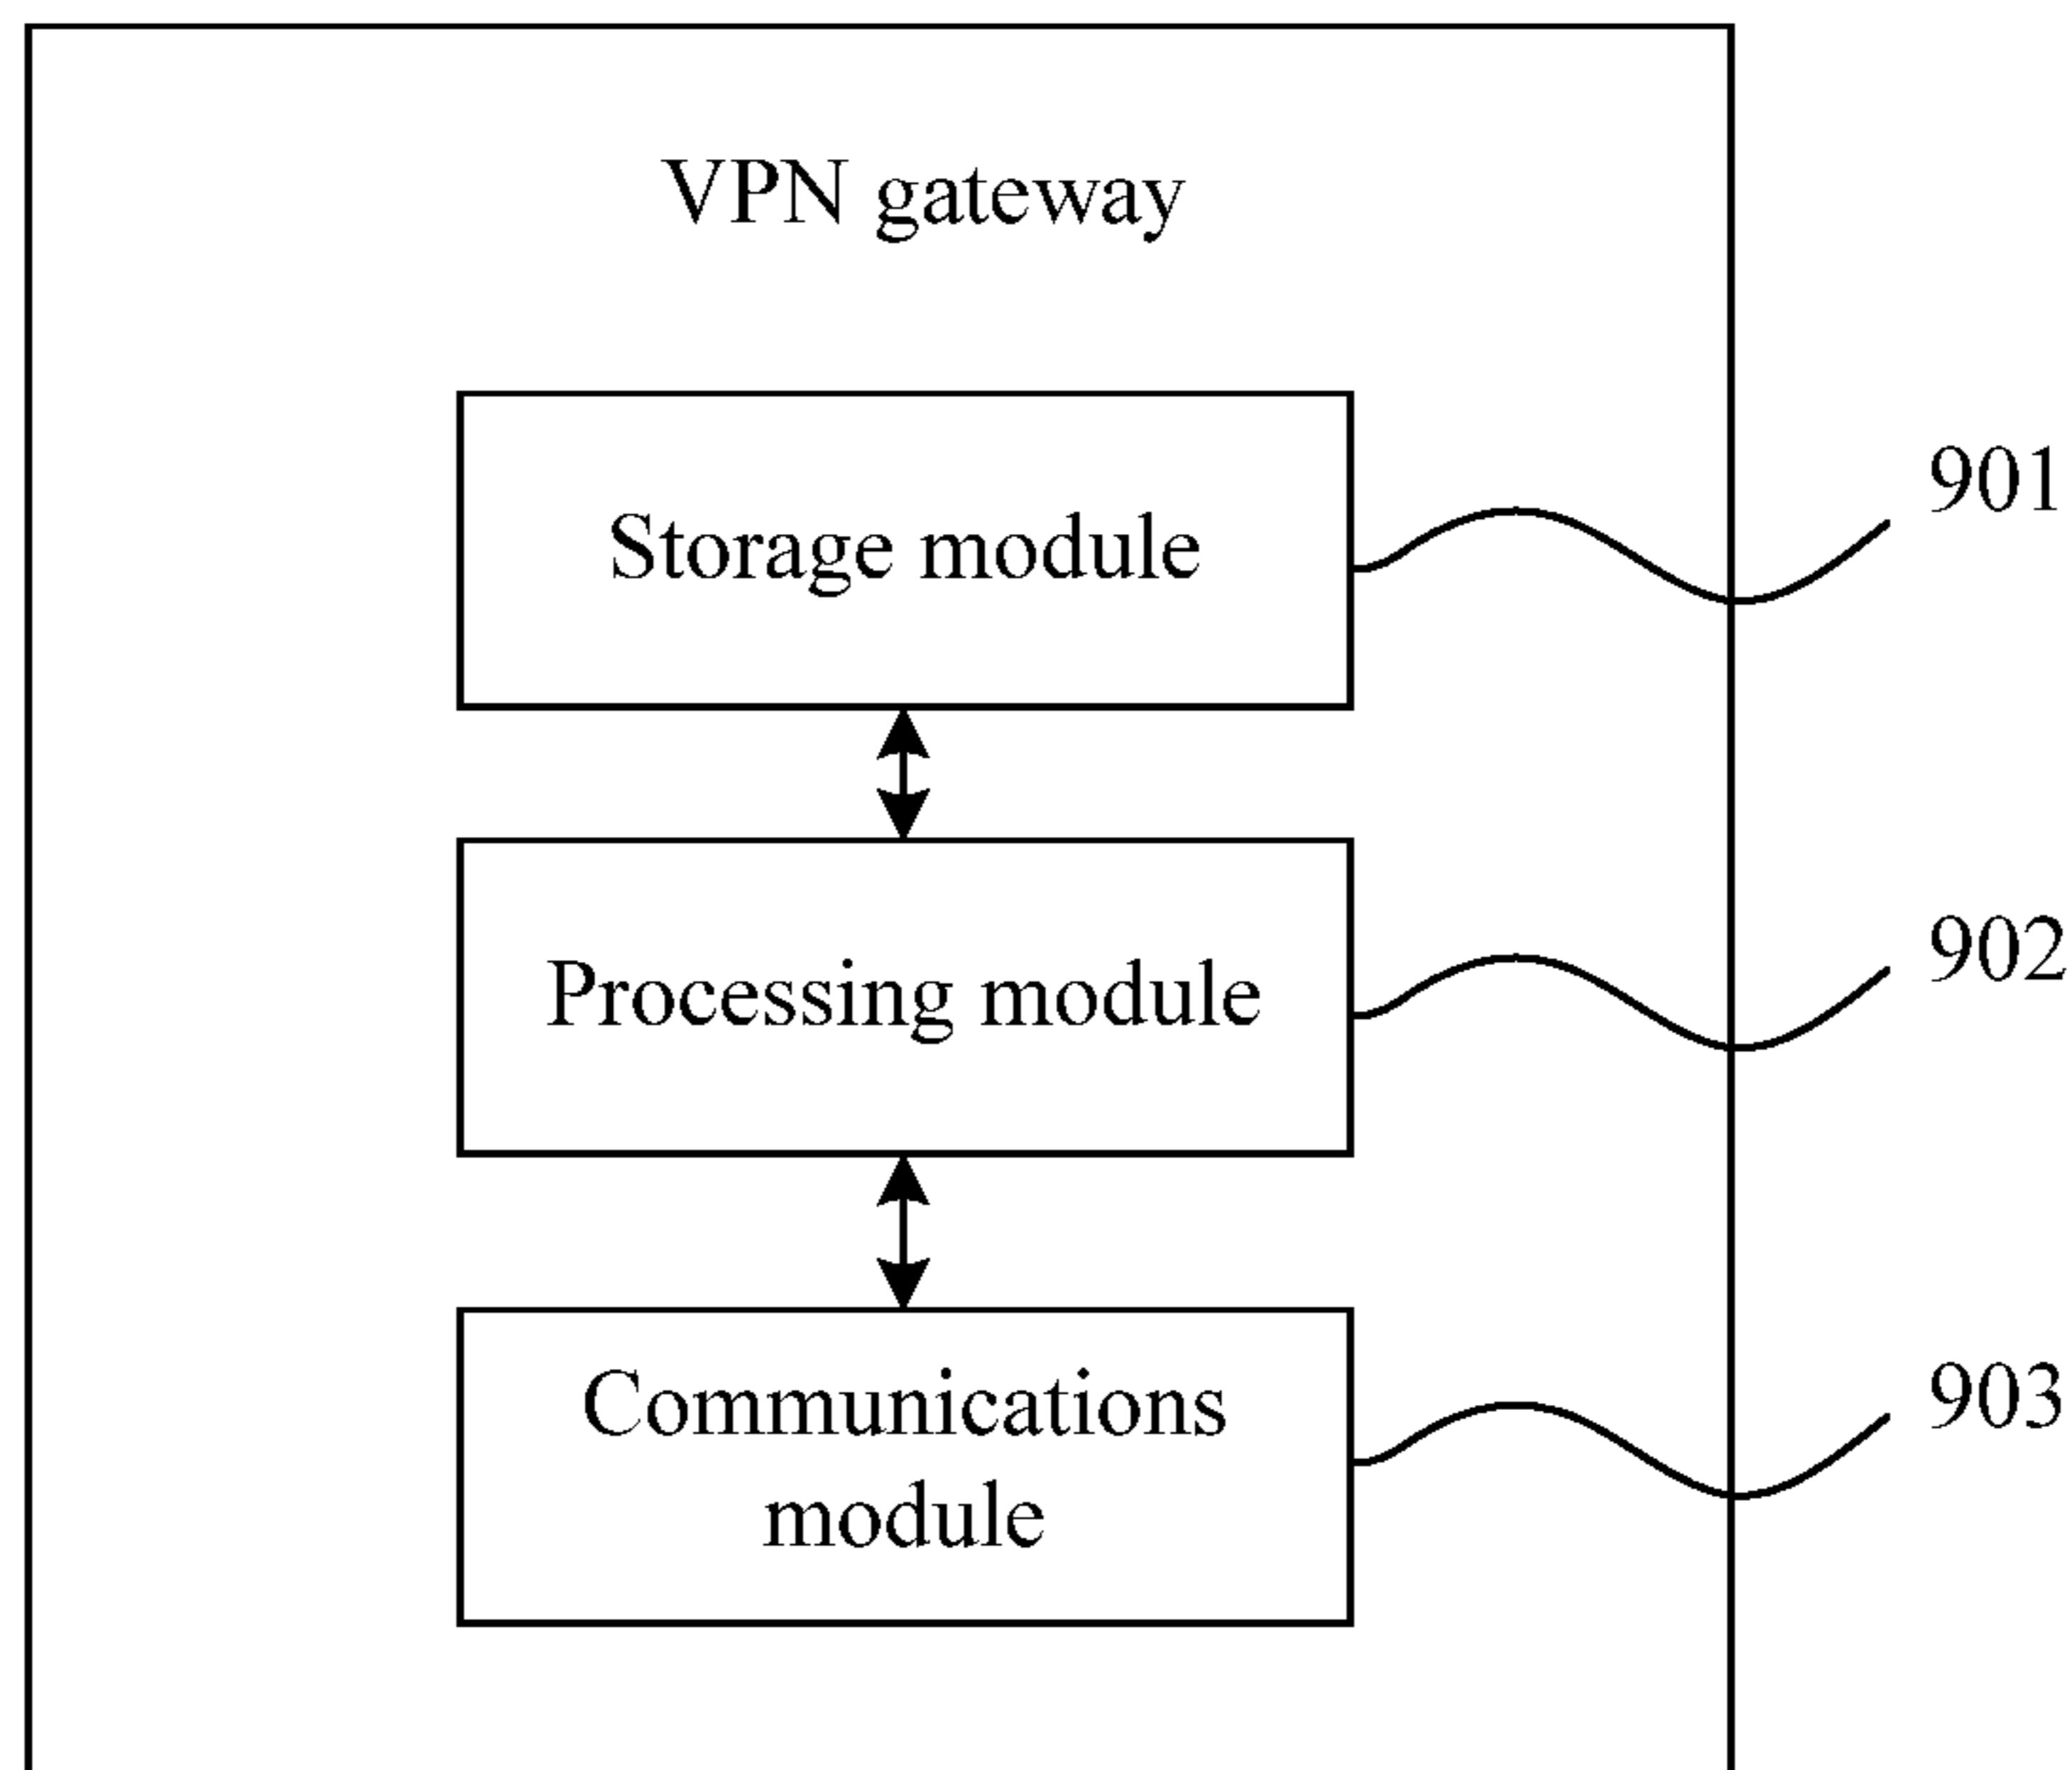 VPN gateway
Storage module
901
Processing module
902
Communications
module
903